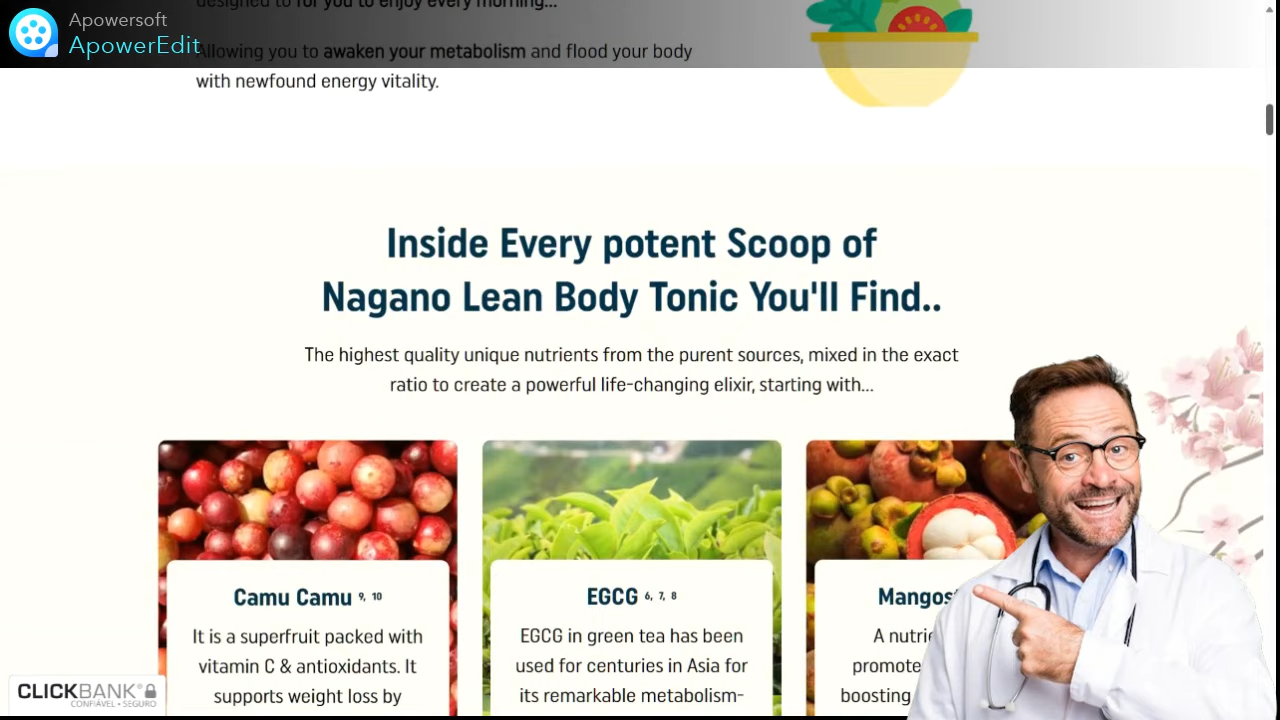 Apowersoft
ApowerEdit
designed to for you to enjoy every morning...
Allowing you to awaken your metabolism and flood your body
with newfound energy vitality.
Inside Every potent Scoop of
Nagano Lean Body Tonic You'll Find..
The highest quality unique nutrients from the purent sources, mixed in the exact
ratio to create a powerful life-changing elixir, starting with...
Camu Camu 9, 10
It is a superfruit packed with
vitamin C & antioxidants. It
supports weight loss by
EGCG 6, 7, 8
EGCG in green tea has been
used for centuries in Asia for
its remarkable metabolism-
Mangos
A nutrie
promote
boosting
CLICKBANK®
CONFIÁVEL • SEGURO